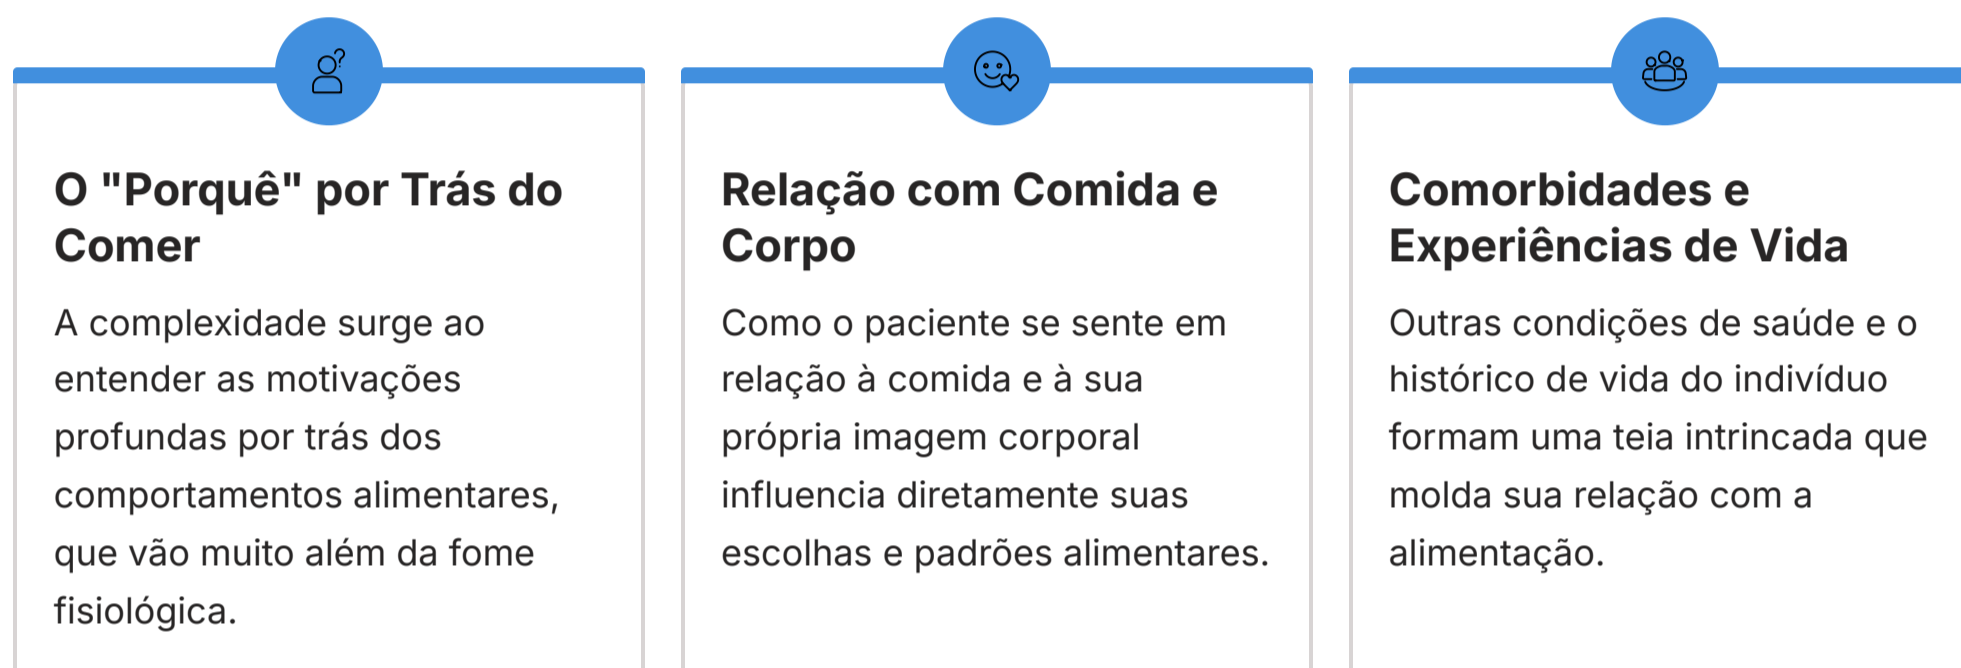 O "Porquê" por Trás do
Comer
A complexidade surge ao
entender as motivações
profundas por trás dos
comportamentos alimentares,
que vão muito além da fome
fisiológica.
Relação com Comida e
Corpo
Como o paciente se sente em
relação à comida e à sua
própria imagem corporal
influencia diretamente suas
escolhas e padrões alimentares.
Comorbidades e
Experiências de Vida
Outras condições de saúde e o
histórico de vida do indivíduo
formam uma teia intrincada que
molda sua relação com a
alimentação.